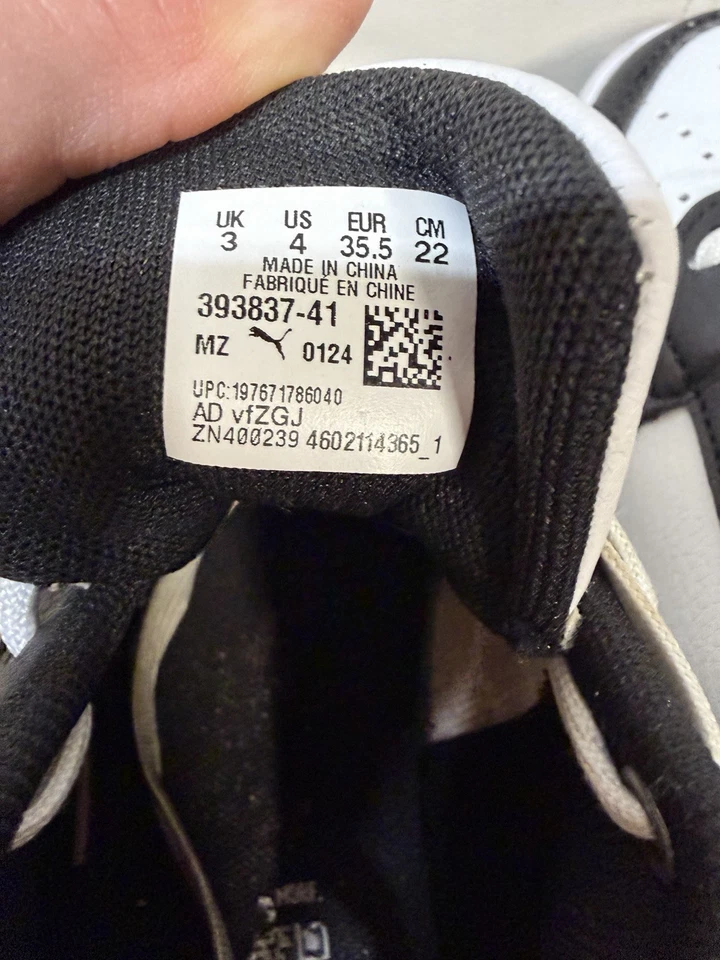 UK US EUR CM
3 4 35.5 22
MADE IN CHINA
FABRIQUÉ EN CHINE
393837-41
MZ 0124
UPC:197671786040
AD vfZGJ
ZN400239 4602114365_1